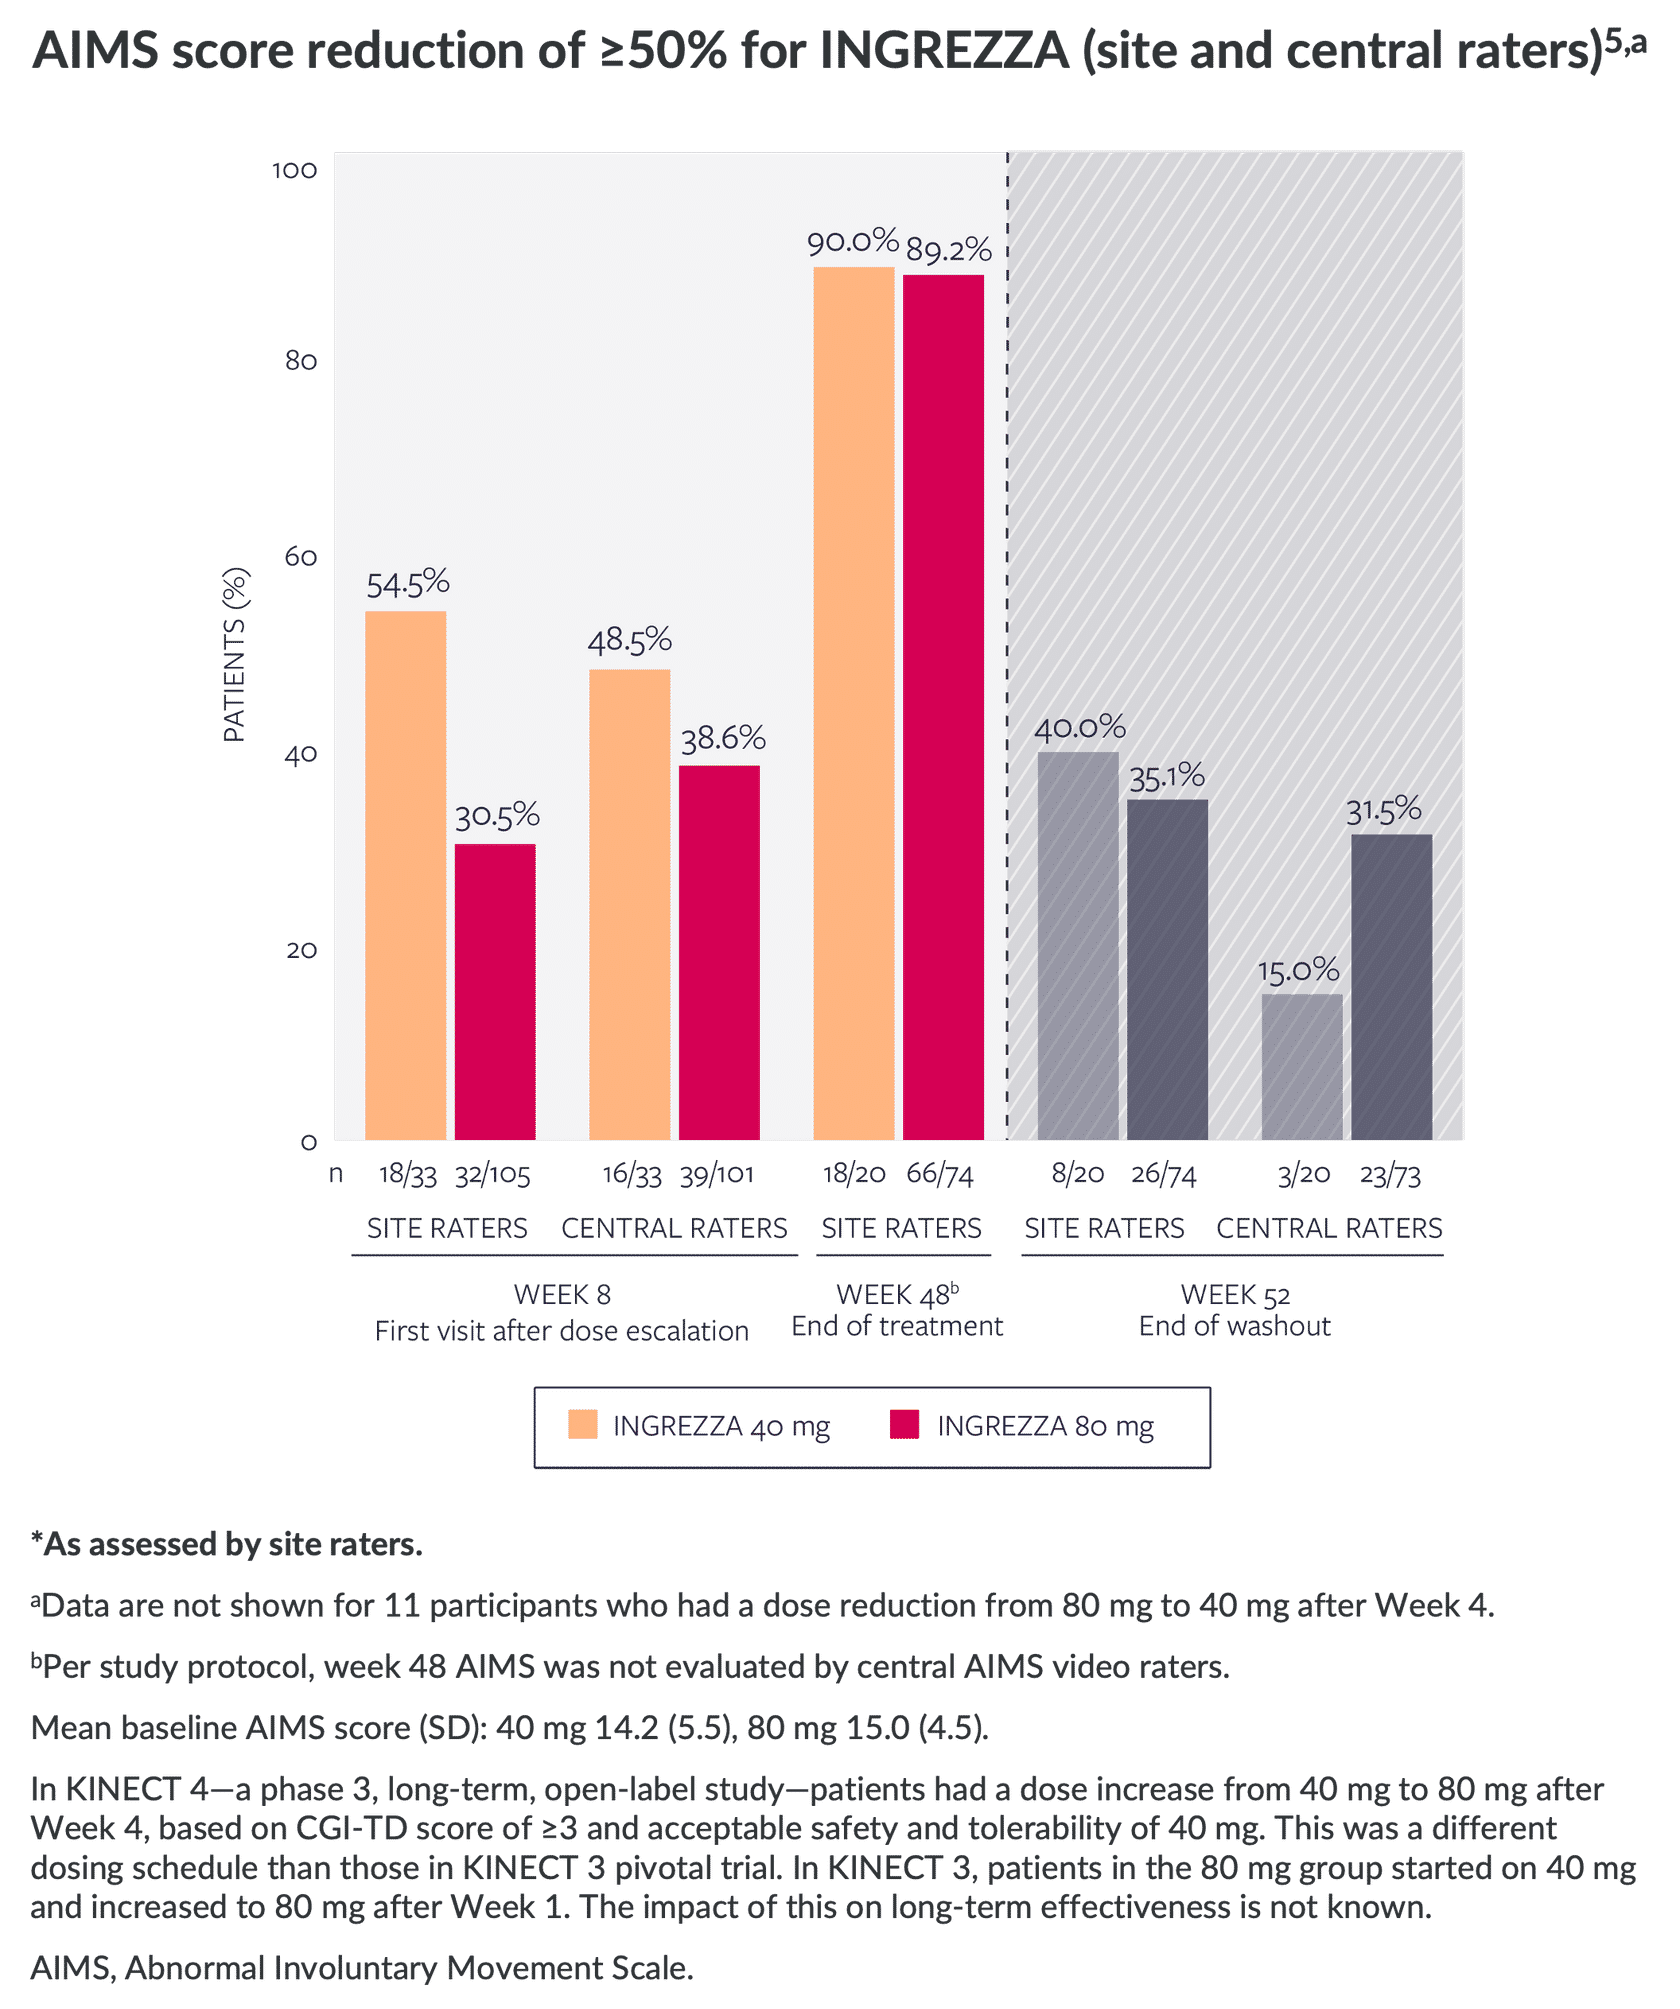 AIMS score reduction of ≥50% for INGREZZA (site and central raters)5,a
100
80
60
40
20
0
PATIENTS (%)
54.5%
30.5%
48.5%
38.6%
90.0%
89.2%
40.0%
35.1%
15.0%
31.5%
n 18/33 32/105 16/33 39/101 18/20 66/74 8/20 26/74 3/20 23/73
SITE RATERS CENTRAL RATERS SITE RATERS SITE RATERS CENTRAL RATERS
WEEK 8 WEEK 48b WEEK 52
First visit after dose escalation End of treatment End of washout
INGREZZA 40 mg INGREZZA 80 mg
*As assessed by site raters.
aData are not shown for 11 participants who had a dose reduction from 80 mg to 40 mg after Week 4.
bPer study protocol, week 48 AIMS was not evaluated by central AIMS video raters.
Mean baseline AIMS score (SD): 40 mg 14.2 (5.5), 80 mg 15.0 (4.5).
In KINECT 4—a phase 3, long-term, open-label study—patients had a dose increase from 40 mg to 80 mg after
Week 4, based on CGI-TD score of ≥3 and acceptable safety and tolerability of 40 mg. This was a different
dosing schedule than those in KINECT 3 pivotal trial. In KINECT 3, patients in the 80 mg group started on 40 mg
and increased to 80 mg after Week 1. The impact of this on long-term effectiveness is not known.
AIMS, Abnormal Involuntary Movement Scale.